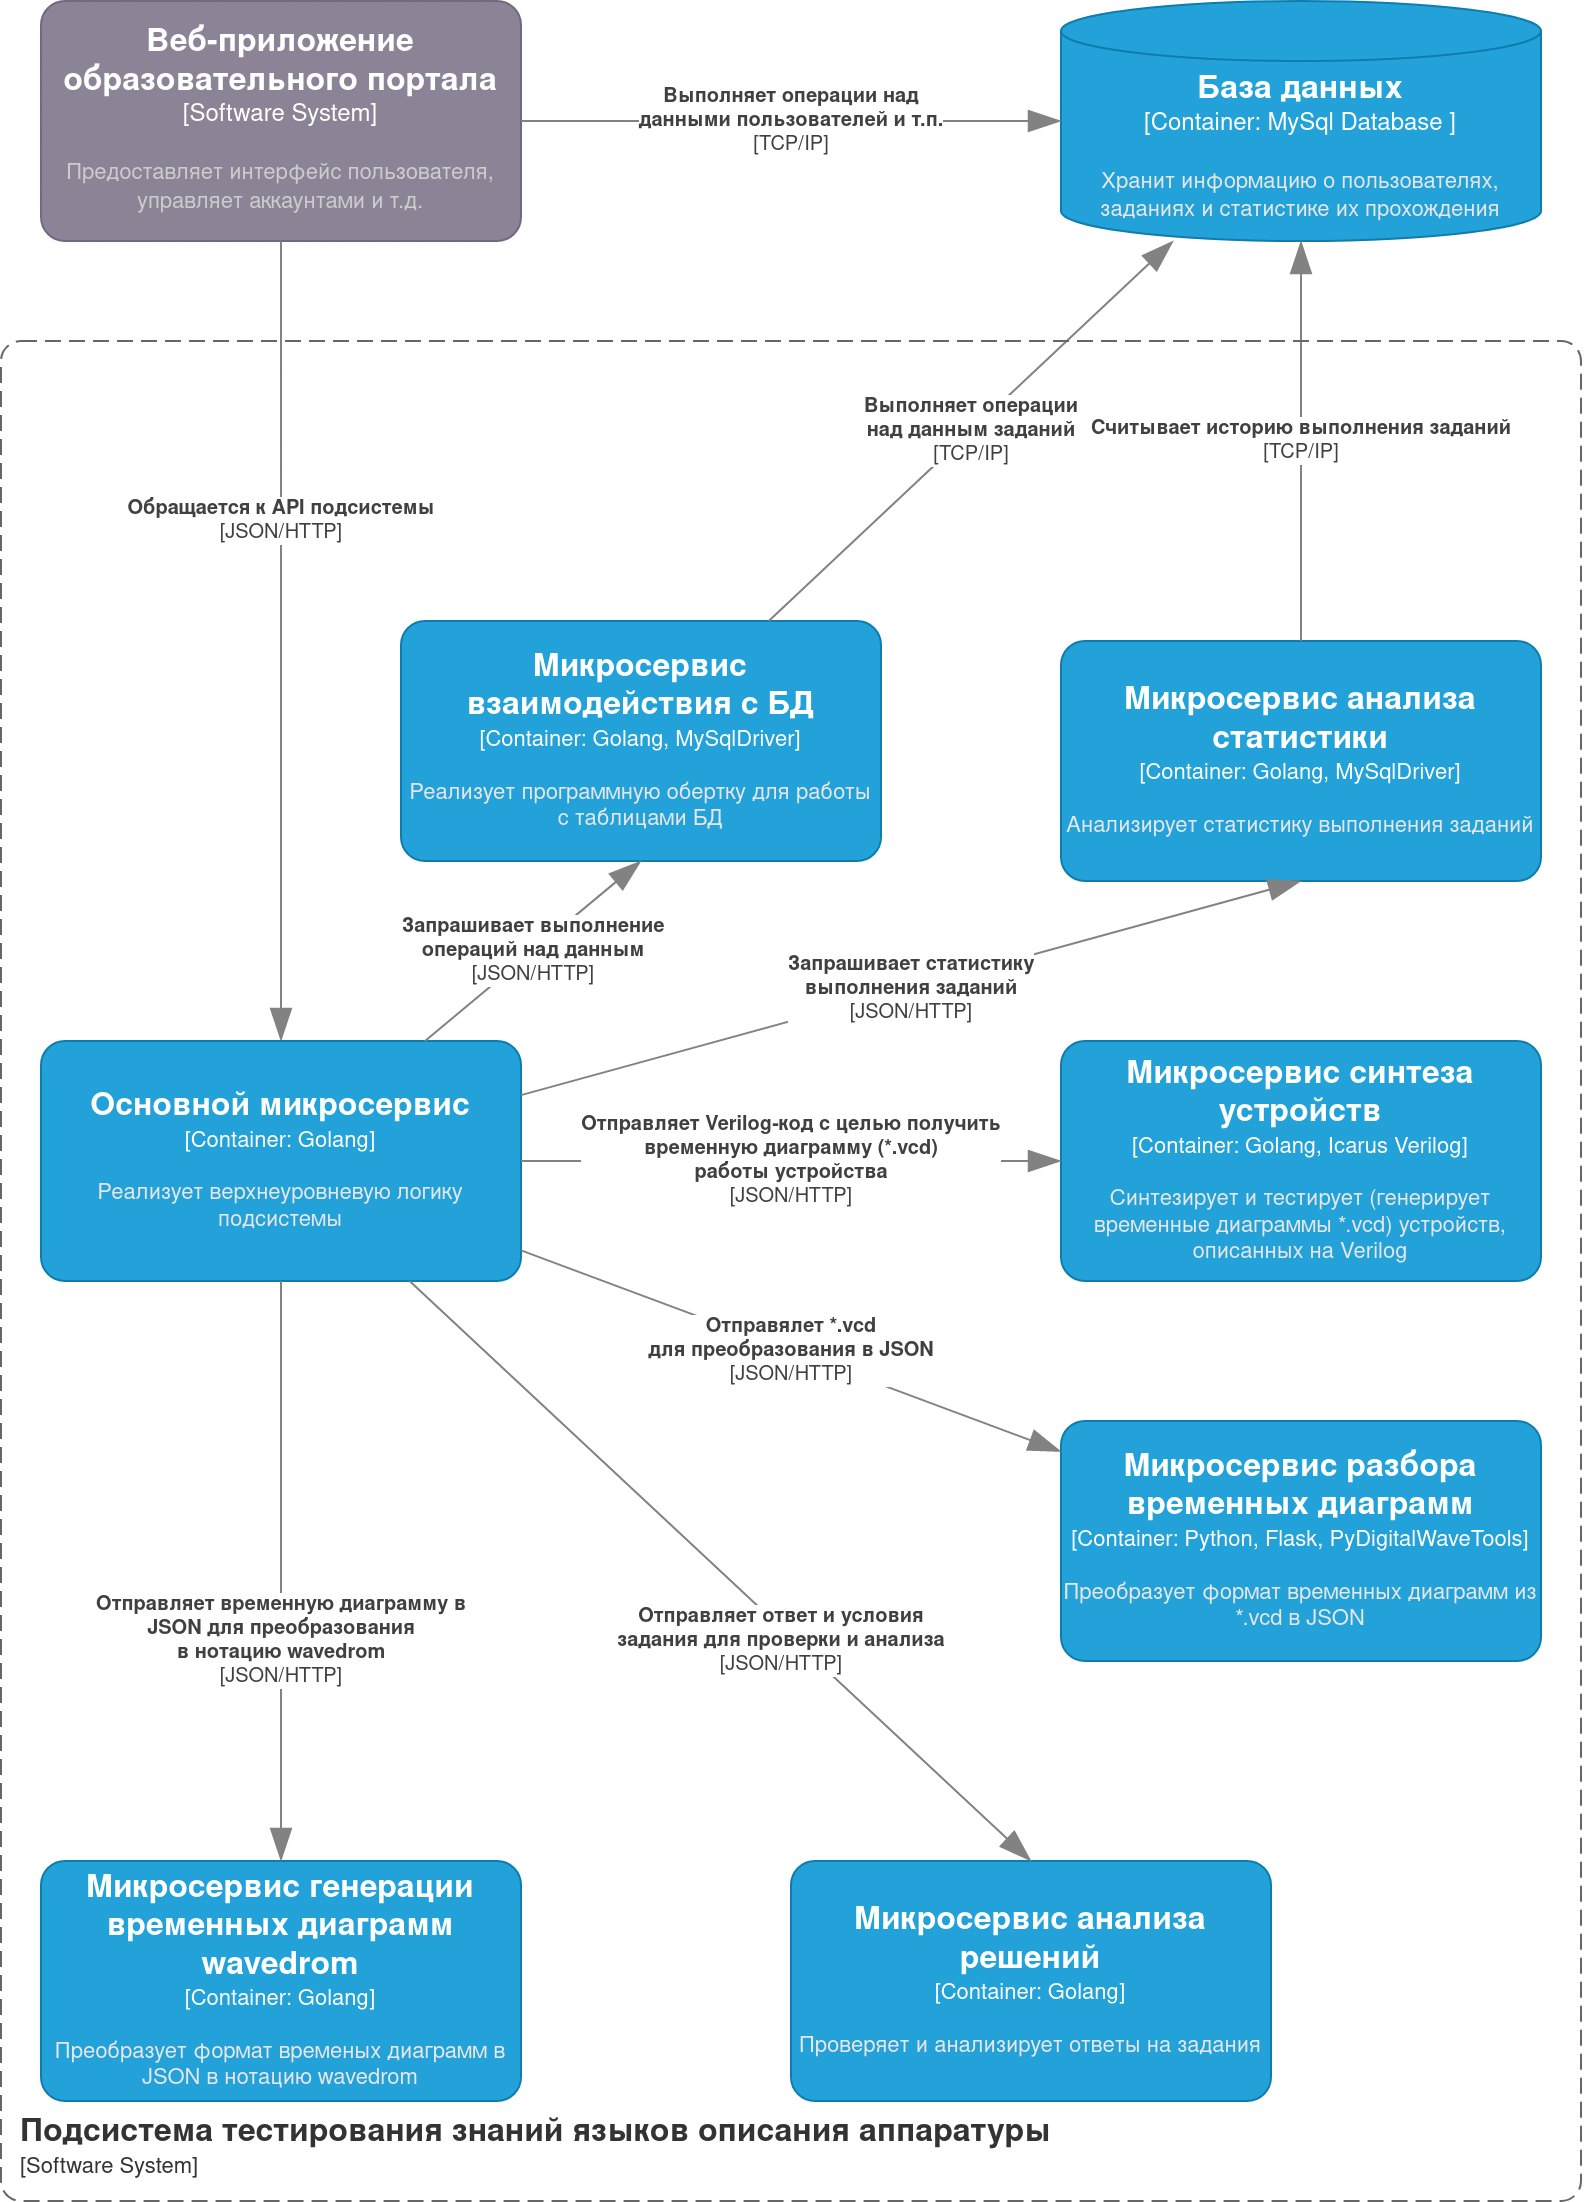 Веб-приложение
образовательного портала
[Software System]
Предоставляет интерфейс пользователя,
управляет аккаунтами и т.д.
Выполняет операции над
данными пользователей и т.п.
[TCP/IP]
База данных
[Container: MySql Database ]
Хранит информацию о пользователях,
заданиях и статистике их прохождения
Выполняет операции
над данным заданий
[TCP/IP]
Считывает историю выполнения заданий
[TCP/IP]
Обращается к API подсистемы
[JSON/HTTP]
Микросервис
взаимодействия с БД
[Container: Golang, MySqlDriver]
Реализует программную обертку для работы
с таблицами БД
Микросервис анализа
статистики
[Container: Golang, MySqlDriver]
Анализирует статистику выполнения заданий
Запрашивает выполнение
операций над данным
[JSON/HTTP]
Запрашивает статистику
выполнения заданий
[JSON/HTTP]
Основной микросервис
[Container: Golang]
Реализует верхнеуровневую логику
подсистемы
Отправляет Verilog-код с целью получить
временную диаграмму (*.vcd)
работы устройства
[JSON/HTTP]
Микросервис синтеза
устройств
[Container: Golang, Icarus Verilog]
Синтезирует и тестирует (генерирует
временные диаграммы *.vcd) устройств,
описанных на Verilog
Отправялет *.vcd
для преобразования в JSON
[JSON/HTTP]
Микросервис разбора
временных диаграмм
[Container: Python, Flask, PyDigitalWaveTools]
Преобразует формат временных диаграмм из
*.vcd в JSON
Отправляет временную диаграмму в
JSON для преобразования
в нотацию wavedrom
[JSON/HTTP]
Отправляет ответ и условия
задания для проверки и анализа
[JSON/HTTP]
Микросервис генерации
временных диаграмм
wavedrom
[Container: Golang]
Преобразует формат временых диаграмм в
JSON в нотацию wavedrom
Микросервис анализа
решений
[Container: Golang]
Проверяет и анализирует ответы на задания
Подсистема тестирования знаний языков описания аппаратуры
[Software System]